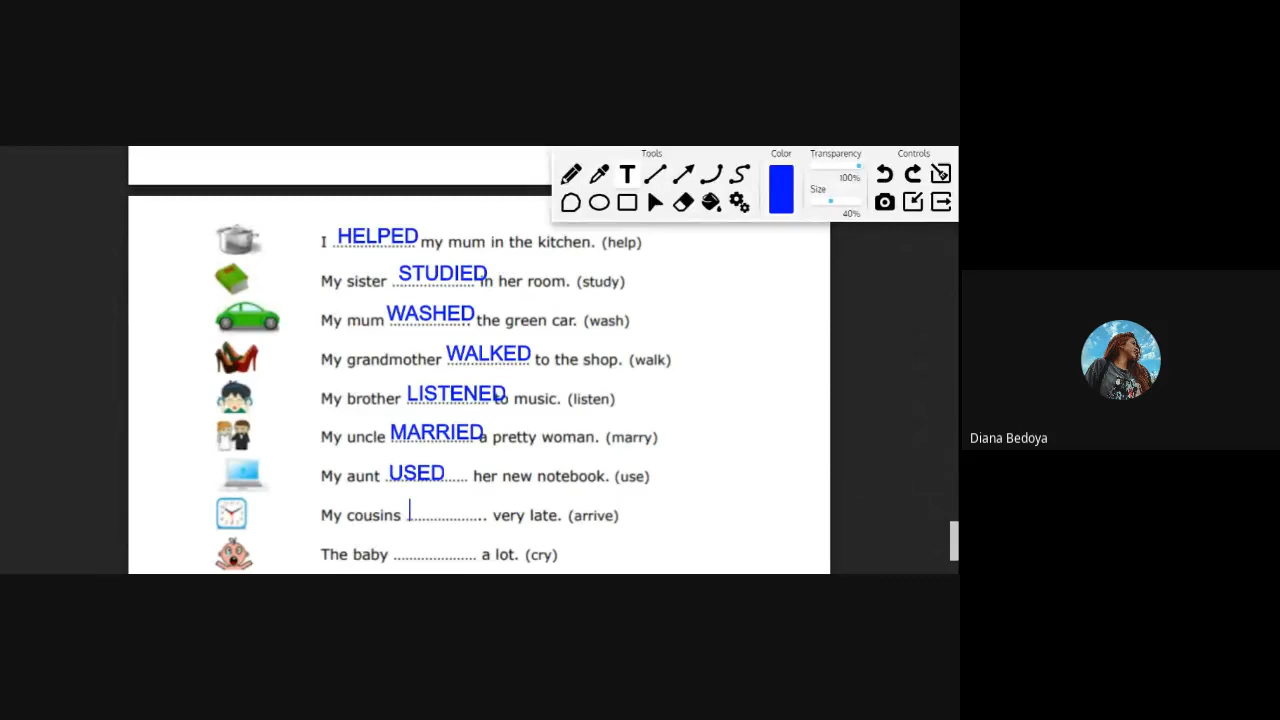 Tools Color Transparency Controls
100%
Size
40%
I HELPED my mum in the kitchen. (help)
My sister STUDIED in her room. (study)
My mum WASHED the green car. (wash)
My grandmother WALKED to the shop. (walk)
My brother LISTENED to music. (listen)
My uncle MARRIED a pretty woman. (marry)
My aunt USED ...... her new notebook. (use)
My cousins .................. very late. (arrive)
The baby ..................... a lot. (cry)
Diana Bedoya